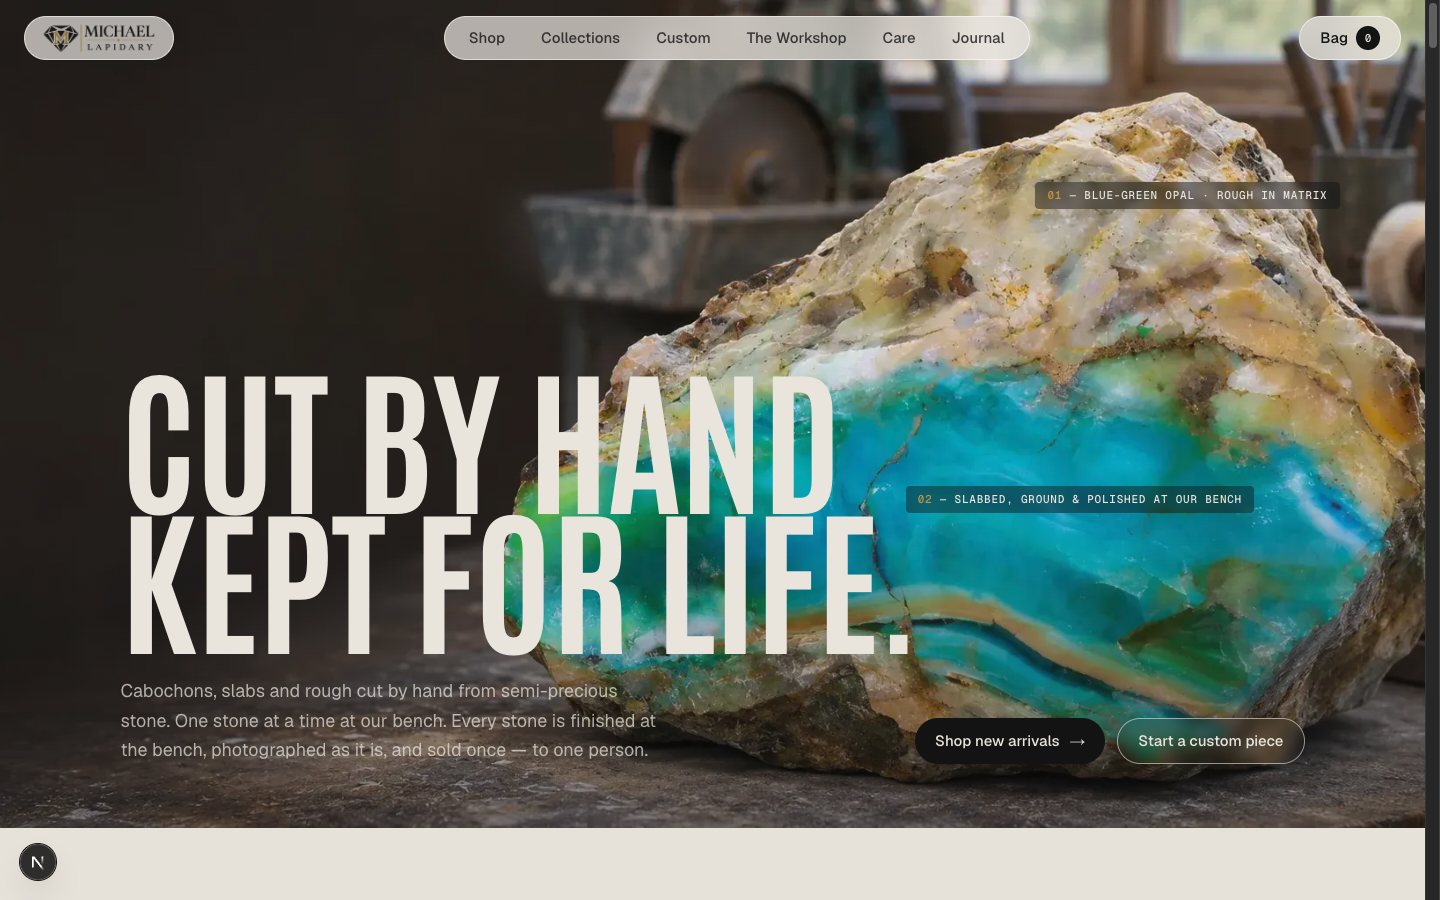 MICHAEL
LAPIDARY
Shop
Collections
Custom
The Workshop
Care
Journal
Bag 0
01 — BLUE-GREEN OPAL · ROUGH IN MATRIX
CUT BY HAND
KEPT FOR LIFE.
02 — SLABBED, GROUND & POLISHED AT OUR BENCH
Cabochons, slabs and rough cut by hand from semi-precious
stone. One stone at a time at our bench. Every stone is finished at
the bench, photographed as it is, and sold once — to one person.
Shop new arrivals →
Start a custom piece
N